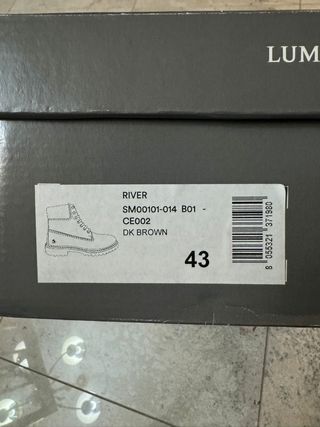 LUM
RIVER
SM00101-014 B01 -
CE002
DK BROWN
43
8 055321 371980